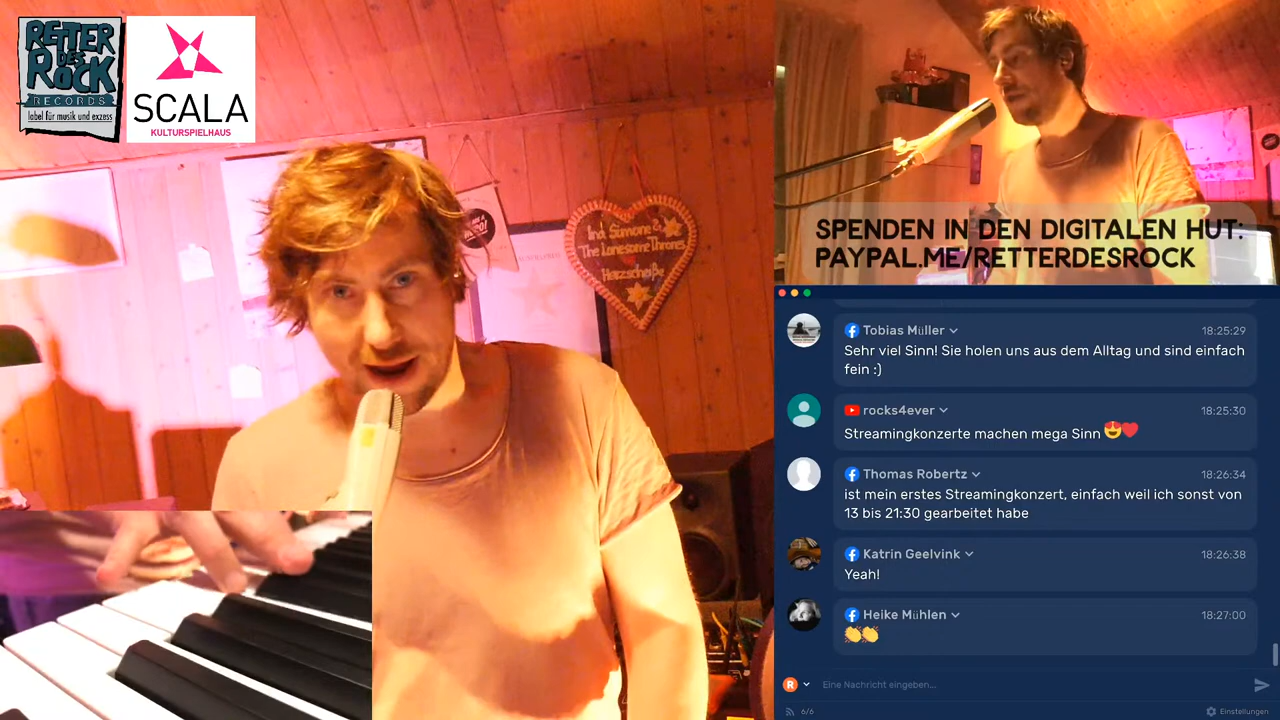 RETTER
DES
ROCK
RECORDS
label für musik und exzess
SCALA
KULTURSPIELHAUS
Ina Simone &
The Lonesome Thrones
Herzscheiße
SPENDEN IN DEN DIGITALEN HUT:
PAYPAL.ME/RETTERDESROCK
Tobias Müller 18:25:29
Sehr viel Sinn! Sie holen uns aus dem Alltag und sind einfach
fein :)
rocks4ever 18:25:30
Streamingkonzerte machen mega Sinn 😍❤️
Thomas Robertz 18:26:34
ist mein erstes Streamingkonzert, einfach weil ich sonst von
13 bis 21:30 gearbeitet habe
Katrin Geelvink 18:26:38
Yeah!
Heike Mühlen 18:27:00
👏👏
R Eine Nachricht eingeben...
6/6 Einstellungen